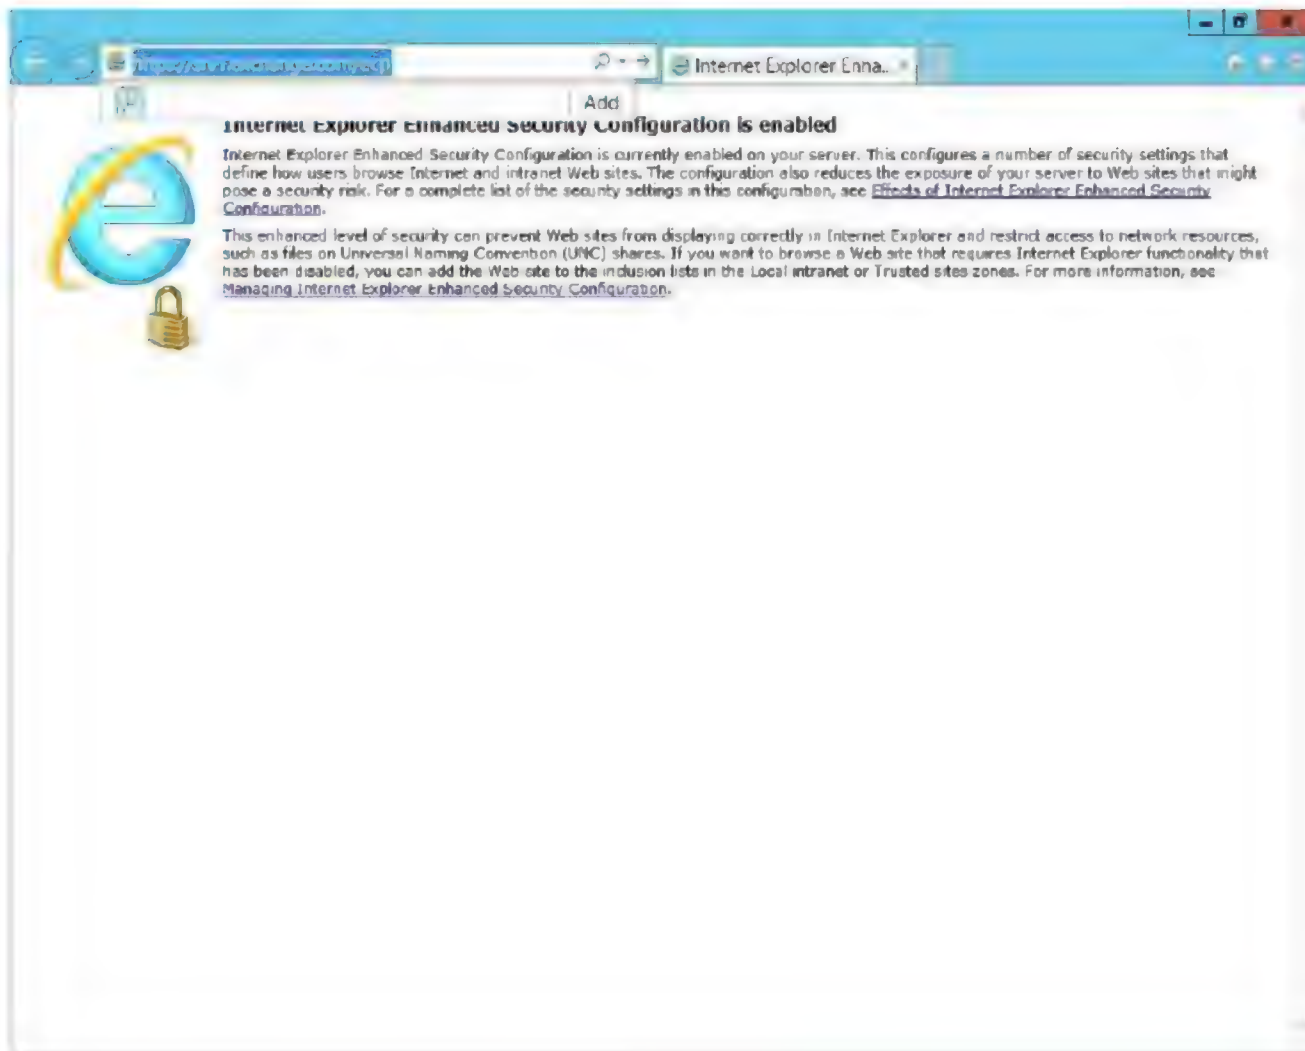 Internet Explorer Enha..
Add
Internet Explorer Enhanced Security Configuration is enabled
Internet Explorer Enhanced Security Configuration is currently enabled on your server. This configures a number of security settings that
define how users browse Internet and intranet Web sites. The configuration also reduces the exposure of your server to Web sites that might
pose a security risk. For a complete list of the security settings in this configuration, see Effects of Internet Explorer Enhanced Security
Configuration.
This enhanced level of security can prevent Web sites from displaying correctly in Internet Explorer and restrict access to network resources,
such as files on Universal Naming Convention (UNC) shares. If you want to browse a Web site that requires Internet Explorer functionality that
has been disabled, you can add the Web site to the inclusion lists in the Local intranet or Trusted sites zones. For more information, see
Managing Internet Explorer Enhanced Security Configuration.